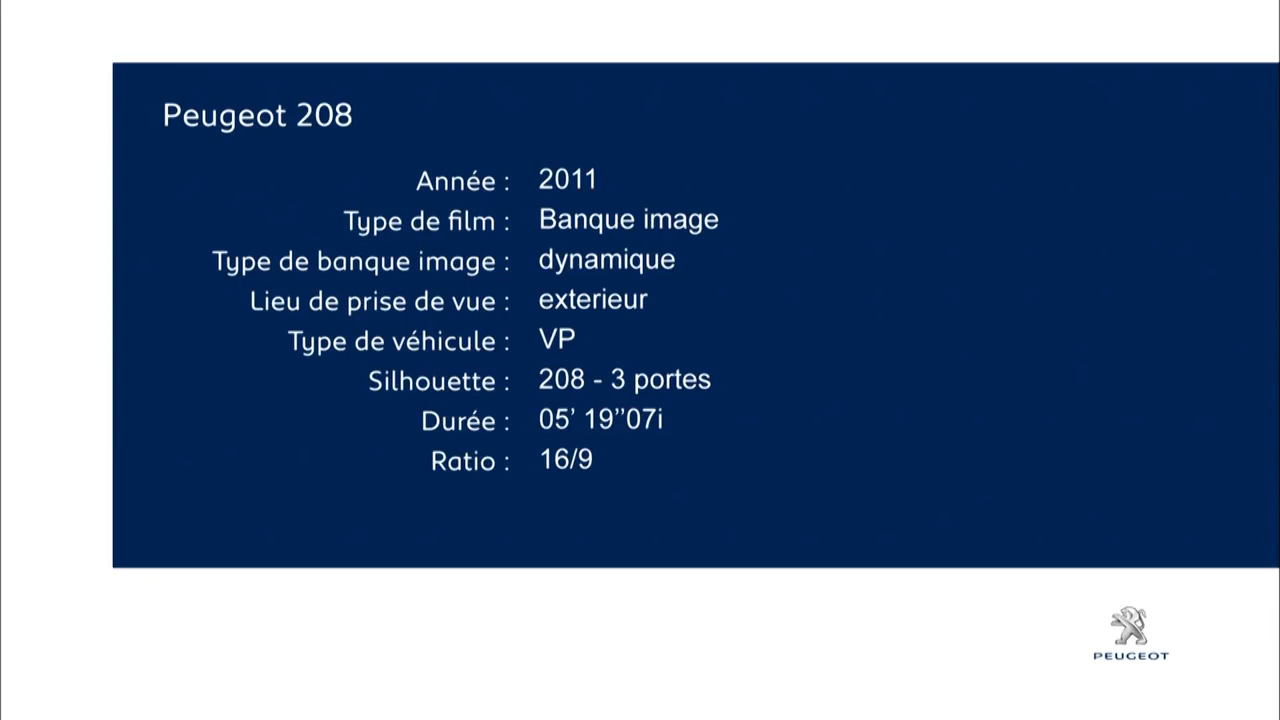 Peugeot 208
Année : 2011
Type de film : Banque image
Type de banque image : dynamique
Lieu de prise de vue : exterieur
Type de véhicule : VP
Silhouette : 208 - 3 portes
Durée : 05’ 19’’07i
Ratio : 16/9
PEUGEOT